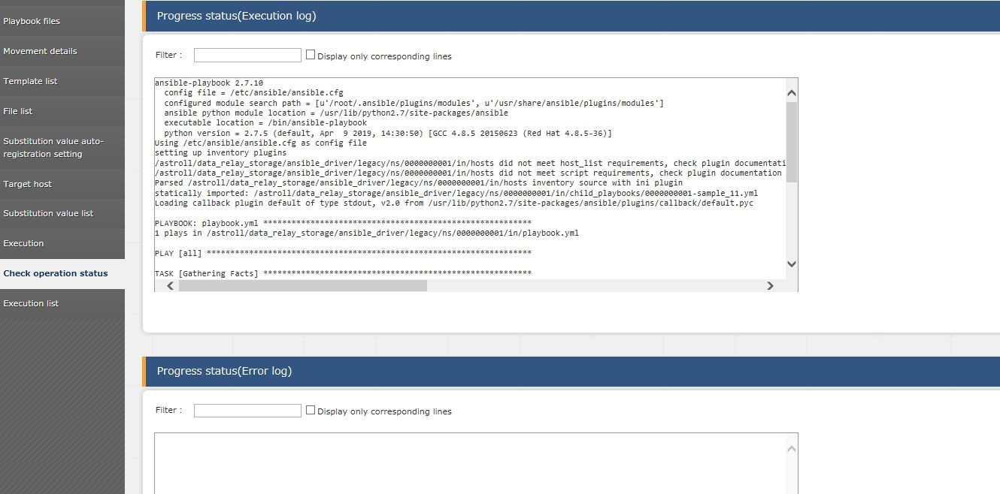 Playbook files
Movement details
Template list
File list
Substitution value auto-
registration setting
Target host
Substitution value list
Execution
Check operation status
Execution list
Progress status(Execution log)
Filter :
Display only corresponding lines
ansible-playbook 2.7.10
config file = /etc/ansible/ansible.cfg
configured module search path = [u'/root/.ansible/plugins/modules', u'/usr/share/ansible/plugins/modules']
ansible python module location = /usr/lib/python2.7/site-packages/ansible
executable location = /bin/ansible-playbook
python version = 2.7.5 (default, Apr  9 2019, 14:30:50) [GCC 4.8.5 20150623 (Red Hat 4.8.5-36)]
Using /etc/ansible/ansible.cfg as config file
setting up inventory plugins
/astroll/data_relay_storage/ansible_driver/legacy/ns/0000000001/in/hosts did not meet host_list requirements, check plugin documentati
/astroll/data_relay_storage/ansible_driver/legacy/ns/0000000001/in/hosts did not meet script requirements, check plugin documentation
Parsed /astroll/data_relay_storage/ansible_driver/legacy/ns/0000000001/in/hosts inventory source with ini plugin
statically imported: /astroll/data_relay_storage/ansible_driver/legacy/ns/0000000001/in/child_playbooks/0000000001-sample_11.yml
Loading callback plugin default of type stdout, v2.0 from /usr/lib/python2.7/site-packages/ansible/plugins/callback/default.pyc
PLAYBOOK: playbook.yml *********************************************************
1 plays in /astroll/data_relay_storage/ansible_driver/legacy/ns/0000000001/in/playbook.yml
PLAY [all] *********************************************************************
TASK [Gathering Facts] *********************************************************
Progress status(Error log)
Filter :
Display only corresponding lines